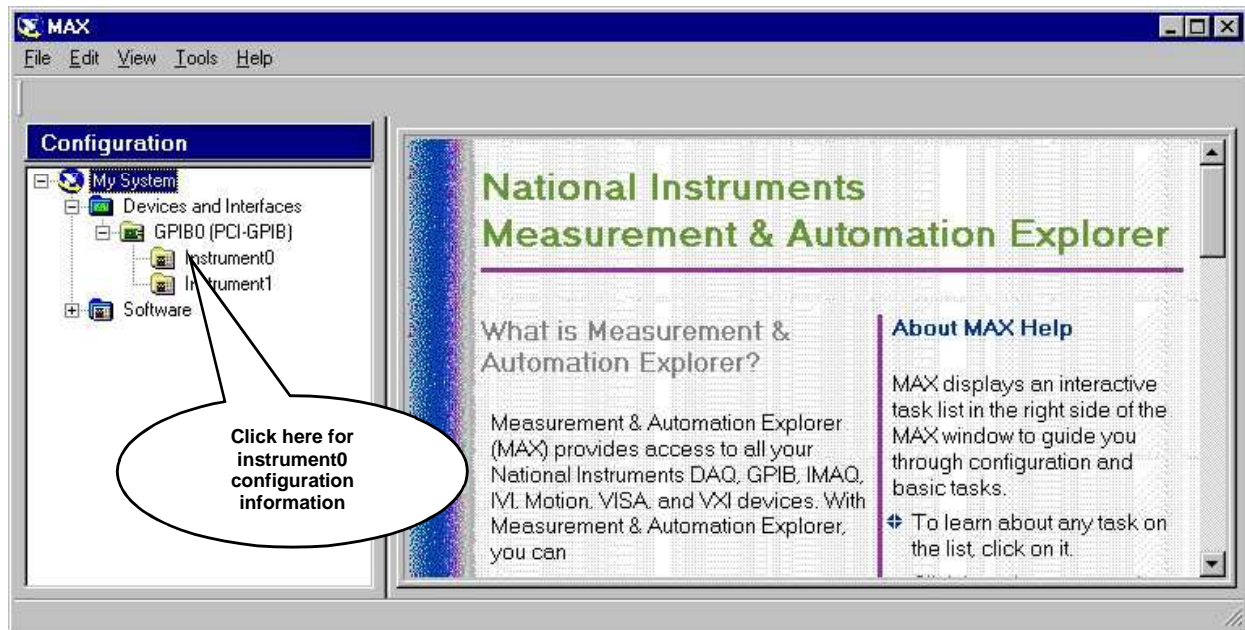 MAX
File Edit View Tools Help
Configuration
My System
Devices and Interfaces
GPIB0 (PCI-GPIB)
Instrument0
Instrument1
Software
Click here for
instrument0
configuration
information
National Instruments
Measurement & Automation Explorer
What is Measurement &
Automation Explorer?
Measurement & Automation Explorer
(MAX) provides access to all your
National Instruments DAQ, GPIB, IMAQ,
IVI, Motion, VISA, and VXI devices. With
Measurement & Automation Explorer,
you can
About MAX Help
MAX displays an interactive
task list in the right side of the
MAX window to guide you
through configuration and
basic tasks.
To learn about any task on
the list, click on it.